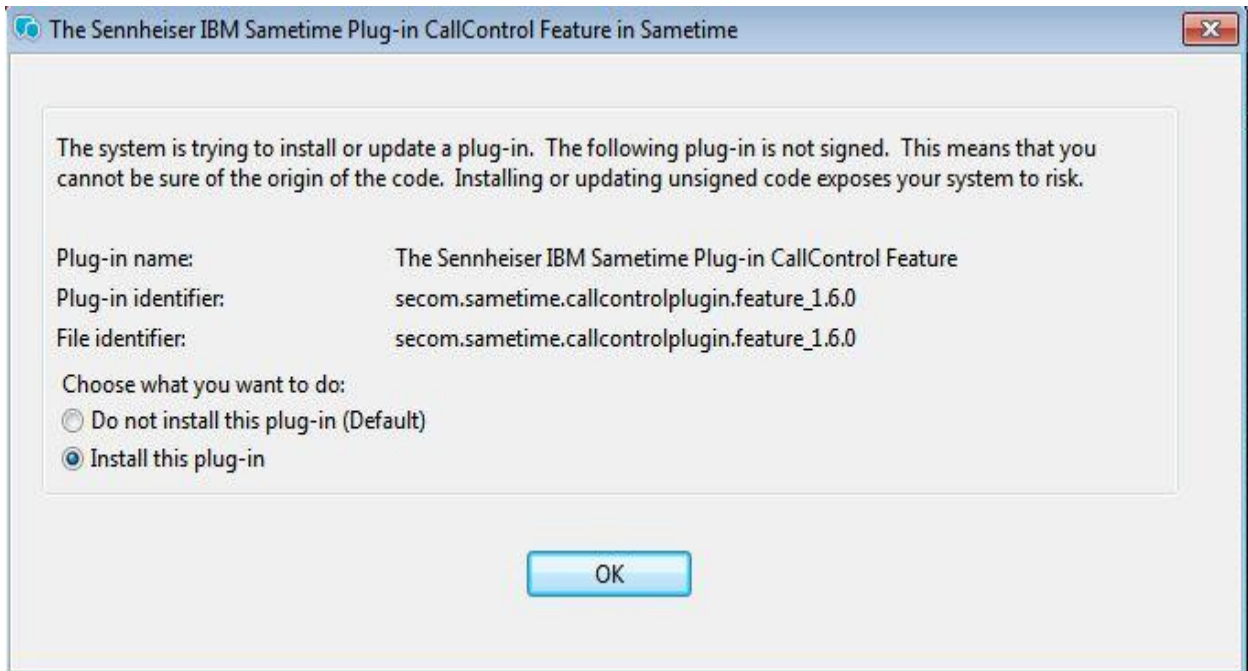 The Sennheiser IBM Sametime Plug-in CallControl Feature in Sametime
The system is trying to install or update a plug-in.  The following plug-in is not signed.  This means that you
cannot be sure of the origin of the code.  Installing or updating unsigned code exposes your system to risk.
Plug-in name: The Sennheiser IBM Sametime Plug-in CallControl Feature
Plug-in identifier: secom.sametime.callcontrolplugin.feature_1.6.0
File identifier: secom.sametime.callcontrolplugin.feature_1.6.0
Choose what you want to do:
Do not install this plug-in (Default)
Install this plug-in
OK